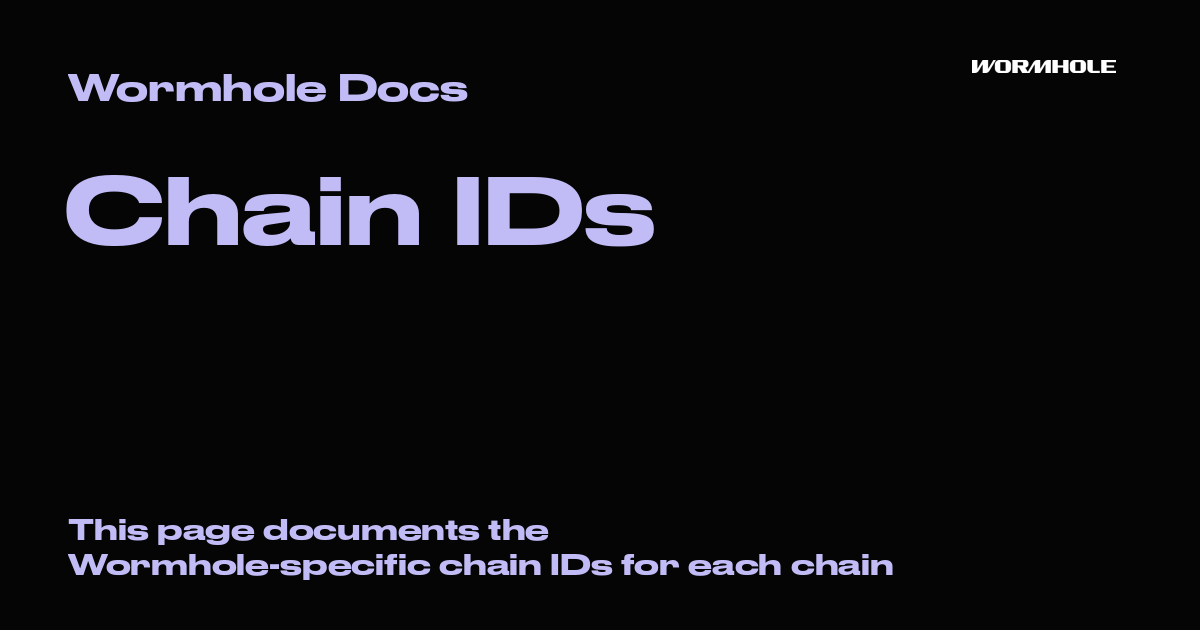 Wormhole Docs
WORMHOLE
Chain IDs
This page documents the
Wormhole-specific chain IDs for each chain